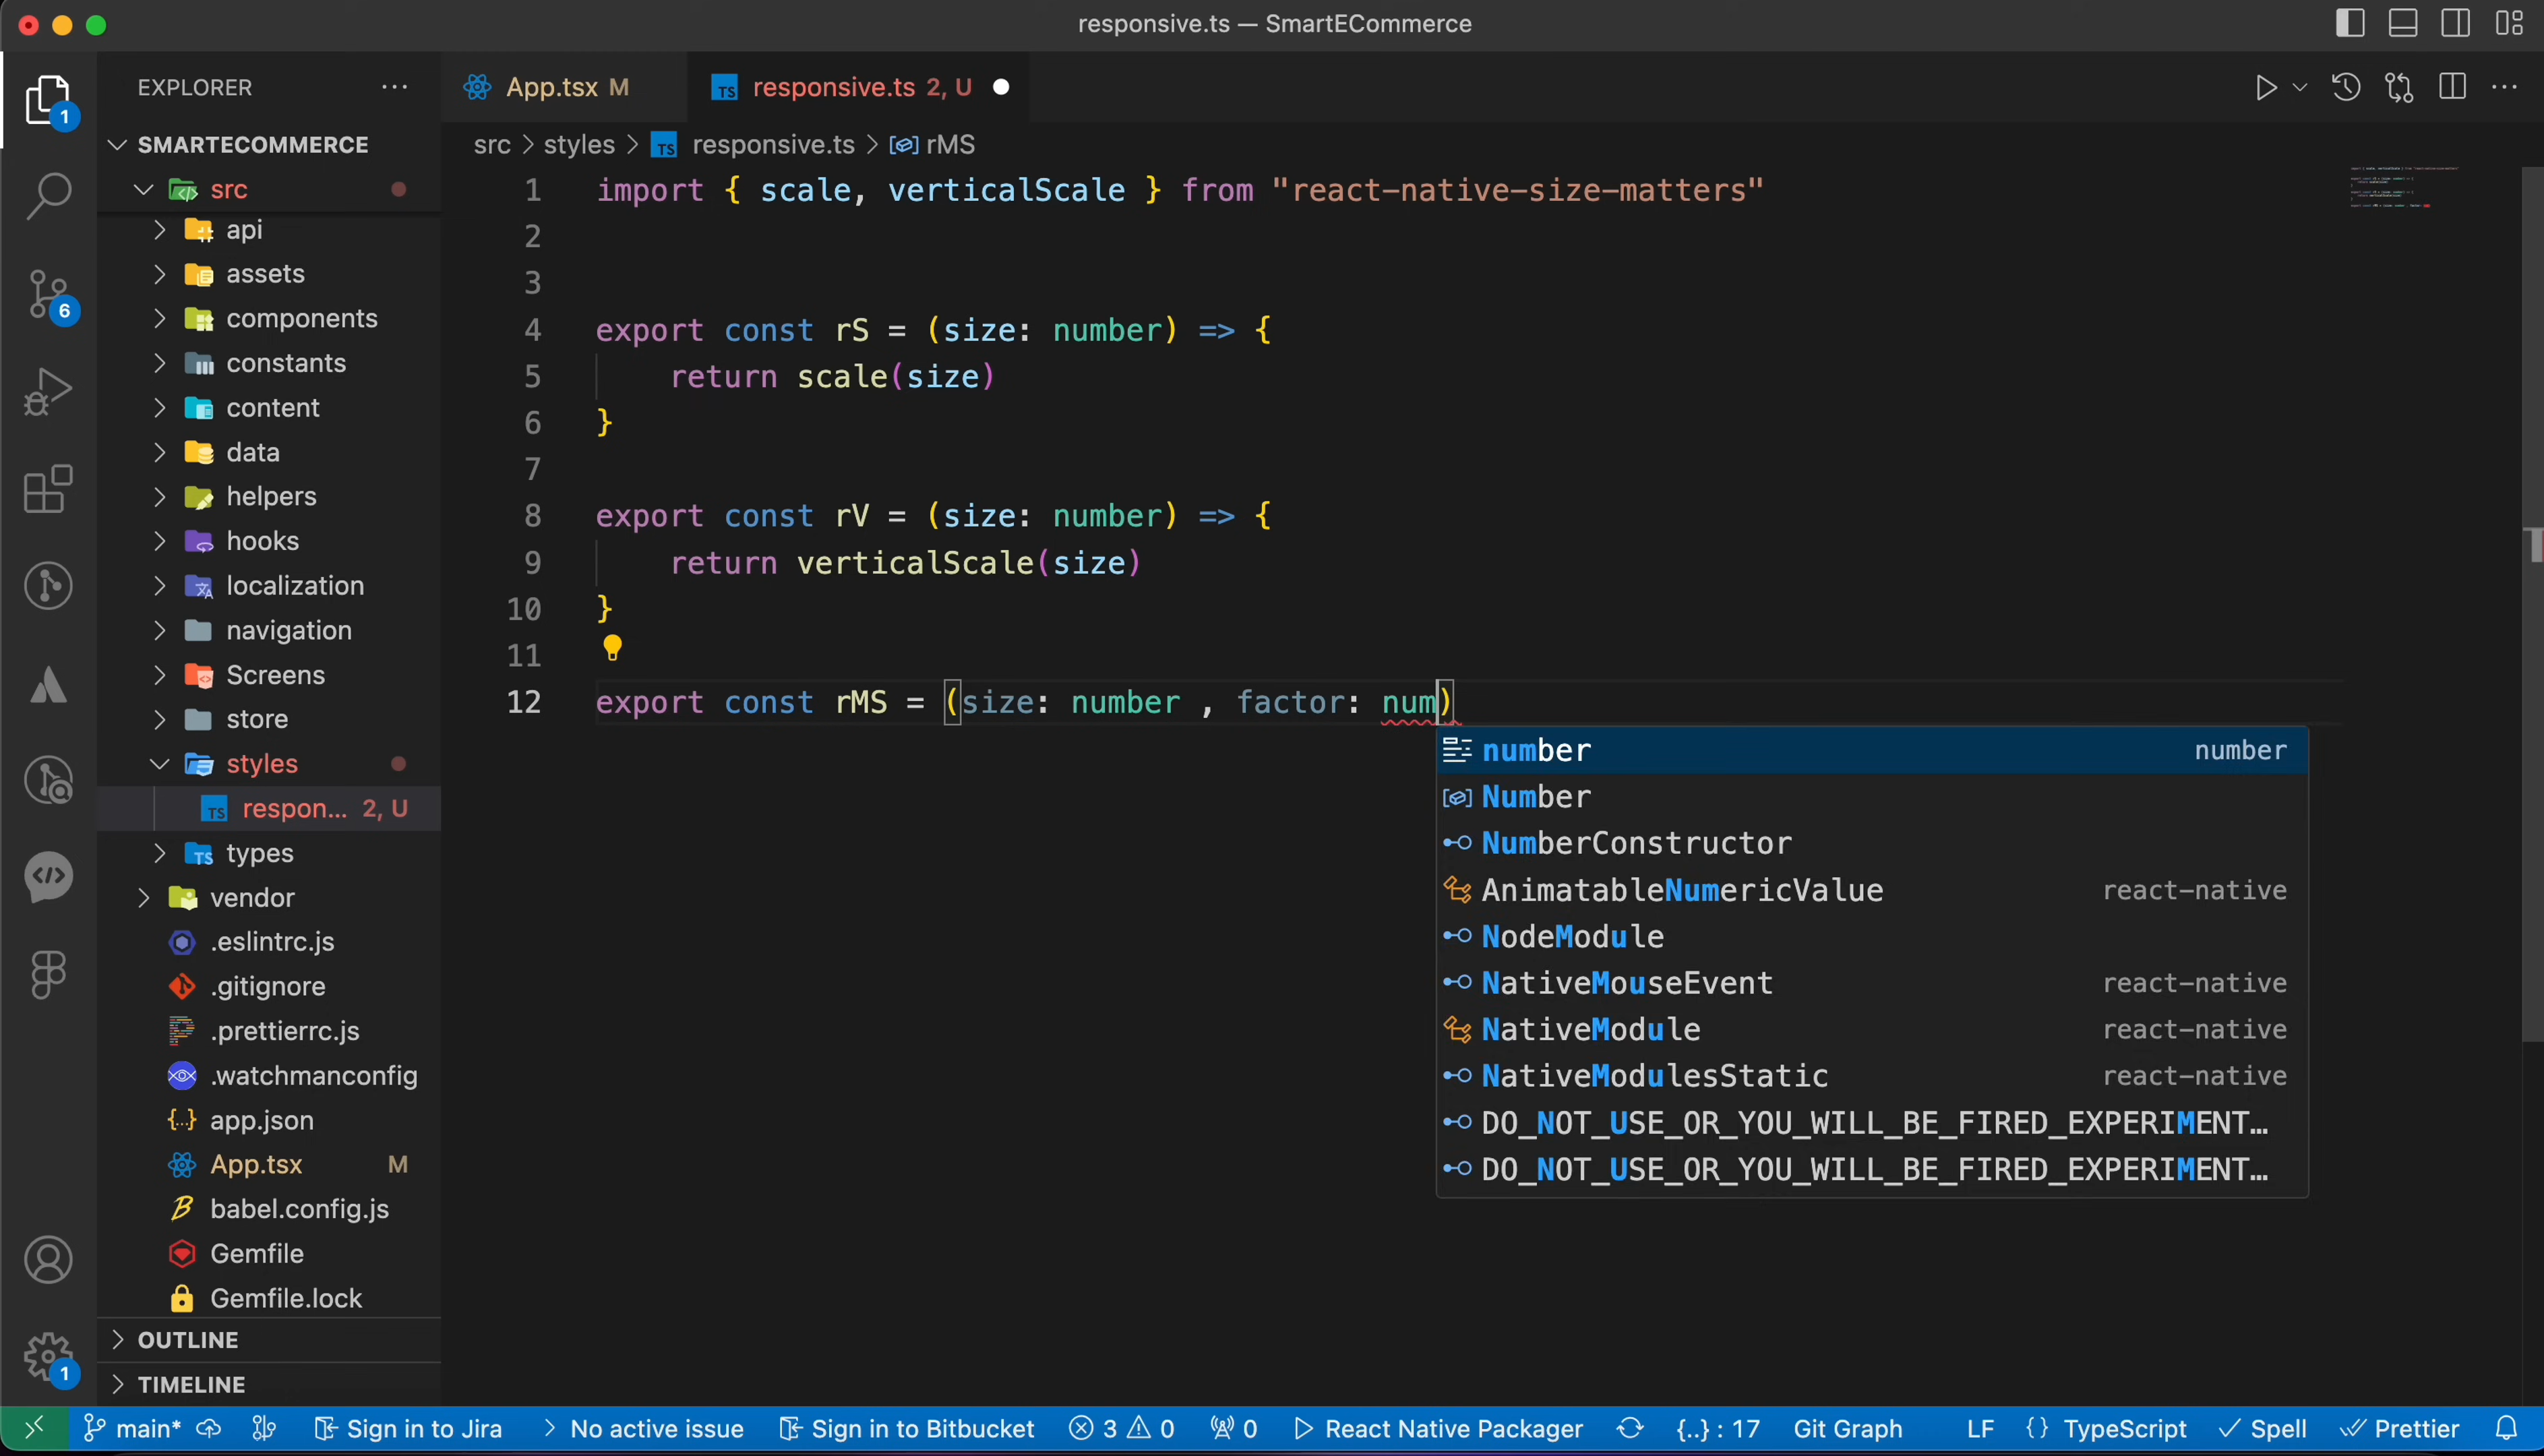 responsive.ts — SmartECommerce
EXPLORER
App.tsx M
responsive.ts 2, U
SMARTECOMMERCE
src > styles > TS responsive.ts > rMS
src
api
assets
components
constants
content
data
helpers
hooks
localization
navigation
Screens
store
styles
TS respon... 2, U
types
vendor
.eslintrc.js
.gitignore
.prettierrc.js
.watchmanconfig
app.json
App.tsx M
babel.config.js
Gemfile
Gemfile.lock
OUTLINE
TIMELINE
1
6
1
1 import { scale, verticalScale } from "react-native-size-matters"
2
3
4 export const rS = (size: number) => {
5 return scale(size)
6 }
7
8 export const rV = (size: number) => {
9 return verticalScale(size)
10 }
11
12 export const rMS = (size: number , factor: num)
number number
Number
NumberConstructor
AnimatableNumericValue react-native
NodeModule
NativeMouseEvent react-native
NativeModule react-native
NativeModulesStatic react-native
DO_NOT_USE_OR_YOU_WILL_BE_FIRED_EXPERIMENT…
DO_NOT_USE_OR_YOU_WILL_BE_FIRED_EXPERIMENT…
main* Sign in to Jira > No active issue Sign in to Bitbucket 3 0 0 React Native Packager {..} : 17 Git Graph LF {} TypeScript Spell Prettier